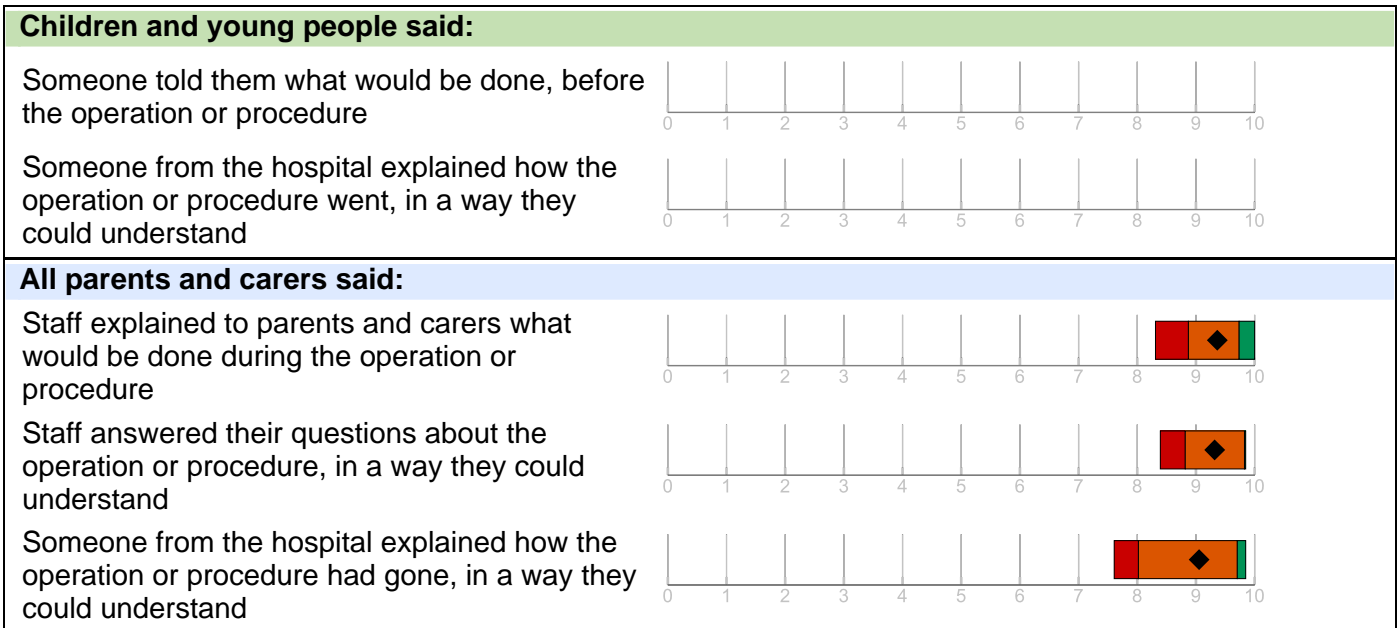 Children and young people said:
Someone told them what would be done, before
the operation or procedure
0 1 2 3 4 5 6 7 8 9 10
Someone from the hospital explained how the
operation or procedure went, in a way they
could understand
0 1 2 3 4 5 6 7 8 9 10
All parents and carers said:
Staff explained to parents and carers what
would be done during the operation or
procedure
0 1 2 3 4 5 6 7 8 9 10
Staff answered their questions about the
operation or procedure, in a way they could
understand
0 1 2 3 4 5 6 7 8 9 10
Someone from the hospital explained how the
operation or procedure had gone, in a way they
could understand
0 1 2 3 4 5 6 7 8 9 10